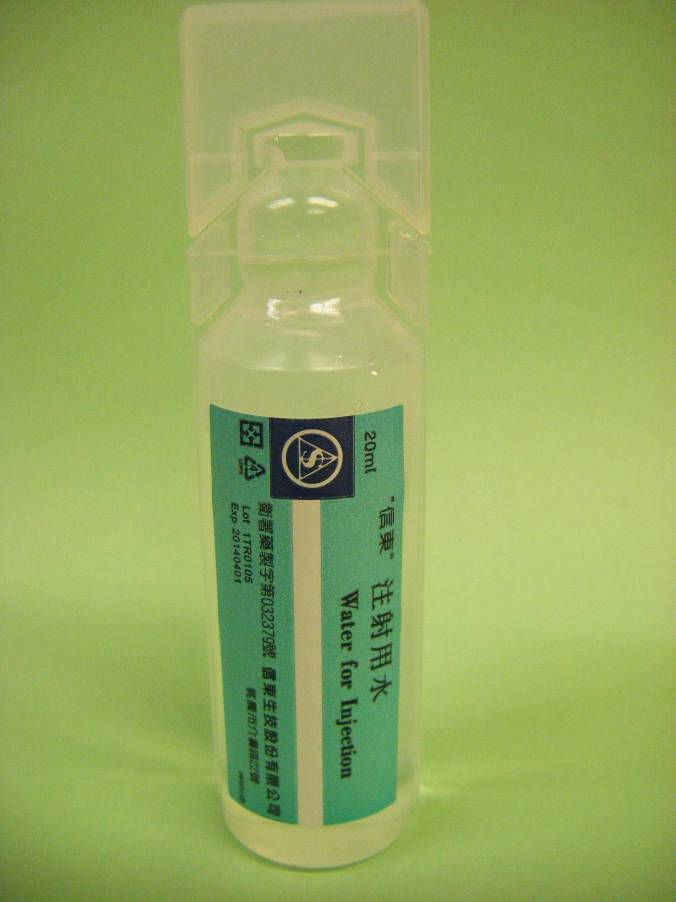 20ml
"信東" 注射用水
Water for Injection
衛署藥製字第032379號 信東生技股份有限公司
Lot 1TR0105
Exp 20140401